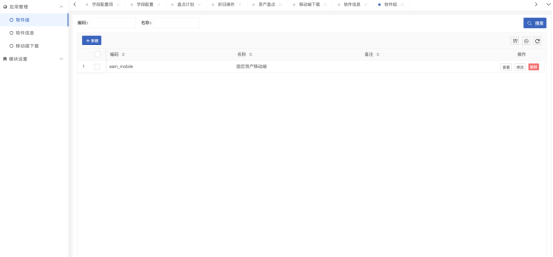 应用管理
软件组
软件信息
移动端下载
模块设置
字段配置项
字段配置
盘点计划
折旧操作
资产盘点
移动端下载
软件信息
软件组
编码:
名称:
搜索
+ 新增
编码
名称
备注
操作
1
eam_mobile
固定资产移动端
查看
修改
删除